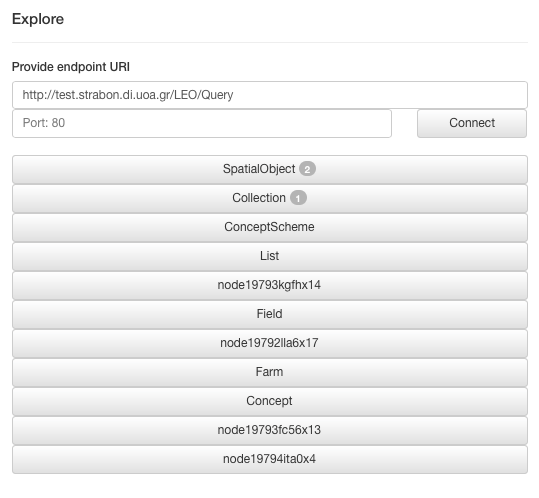 Explore
Provide endpoint URI
http://test.strabon.di.uoa.gr/LEO/Query
Port: 80 Connect
SpatialObject 2
Collection 1
ConceptScheme
List
node19793kgfhx14
Field
node19792lla6x17
Farm
Concept
node19793fc56x13
node19794ita0x4